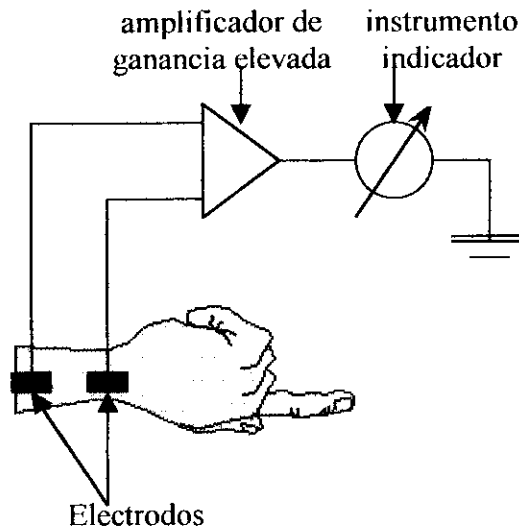 amplificador de
ganancia elevada
instrumento
indicador
Electrodos